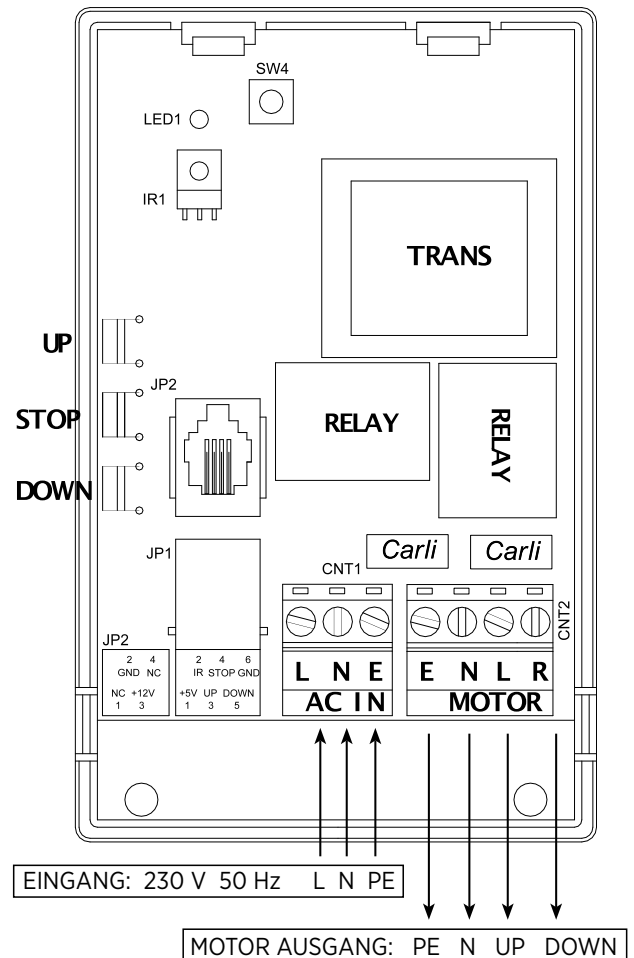 SW4
LED1
IR1
TRANS
UP
JP2
STOP
RELAY
RELAY
DOWN
JP1
Carli
Carli
CNT1
CNT2
JP2
2 4
GND NC
NC +12V
1 3
2 4 6
IR STOP GND
+5V UP DOWN
1 3 5
L N E
AC IN
E N L R
MOTOR
EINGANG: 230 V 50 Hz L N PE
MOTOR AUSGANG: PE N UP DOWN